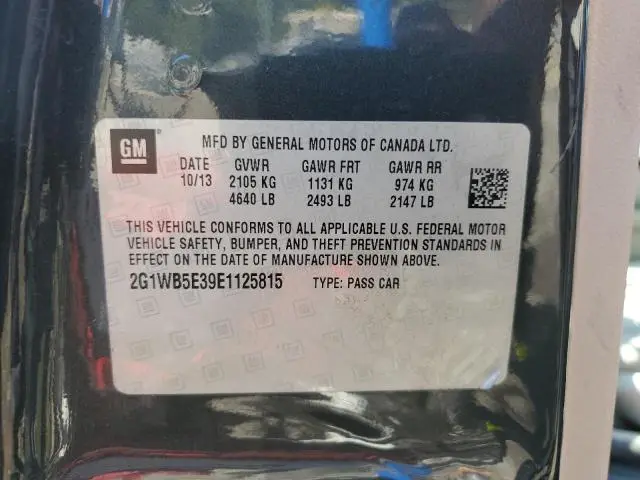 GM
MFD BY GENERAL MOTORS OF CANADA LTD.
DATE GVWR GAWR FRT GAWR RR
10/13 2105 KG 1131 KG 974 KG
4640 LB 2493 LB 2147 LB
THIS VEHICLE CONFORMS TO ALL APPLICABLE U.S. FEDERAL MOTOR
VEHICLE SAFETY, BUMPER, AND THEFT PREVENTION STANDARDS IN
EFFECT ON THE DATE OF MANUFACTURE SHOWN ABOVE.
2G1WB5E39E1125815 TYPE: PASS CAR